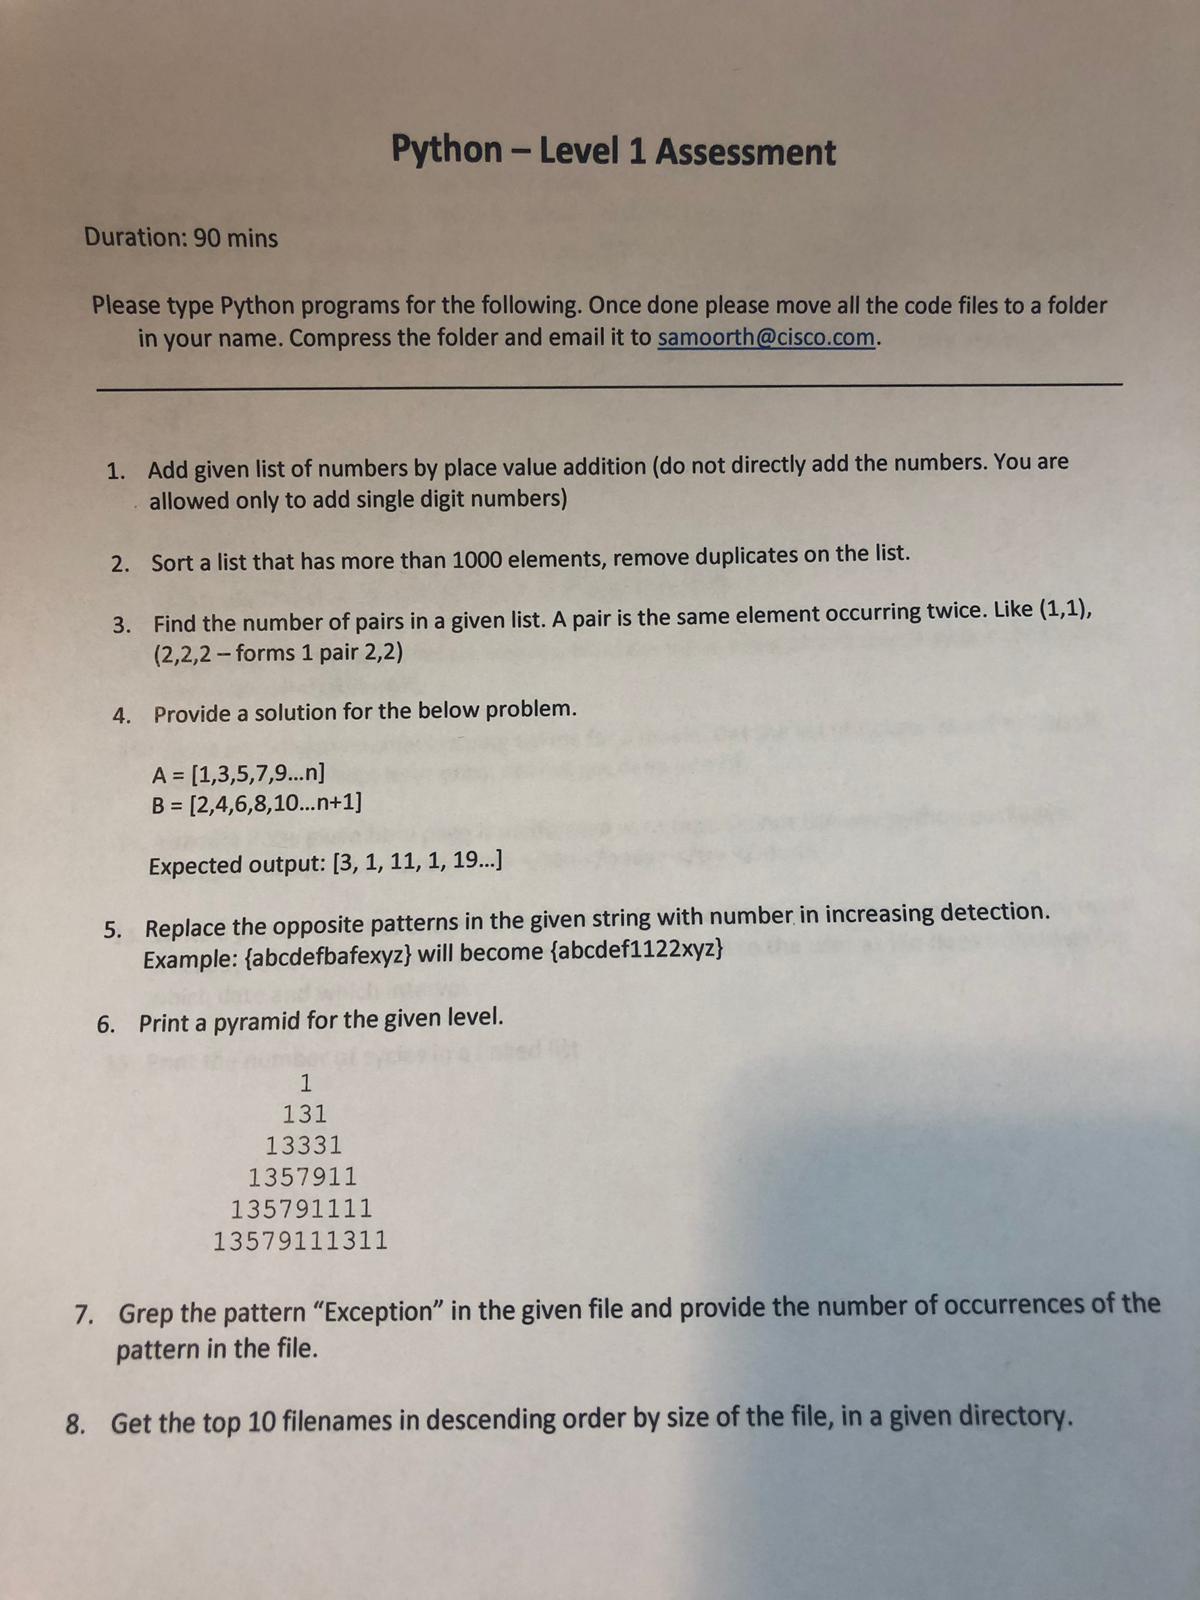 Python – Level 1 Assessment
Duration: 90 mins
Please type Python programs for the following. Once done please move all the code files to a folder
in your name. Compress the folder and email it to samoorth@cisco.com.
1. Add given list of numbers by place value addition (do not directly add the numbers. You are
allowed only to add single digit numbers)
2. Sort a list that has more than 1000 elements, remove duplicates on the list.
3. Find the number of pairs in a given list. A pair is the same element occurring twice. Like (1,1),
(2,2,2 – forms 1 pair 2,2)
4. Provide a solution for the below problem.
A = [1,3,5,7,9...n]
B = [2,4,6,8,10...n+1]
Expected output: [3, 1, 11, 1, 19...]
5. Replace the opposite patterns in the given string with number in increasing detection.
Example: {abcdefbafexyz} will become {abcdef1122xyz}
6. Print a pyramid for the given level.
1
131
13331
1357911
135791111
13579111311
7. Grep the pattern “Exception” in the given file and provide the number of occurrences of the
pattern in the file.
8. Get the top 10 filenames in descending order by size of the file, in a given directory.